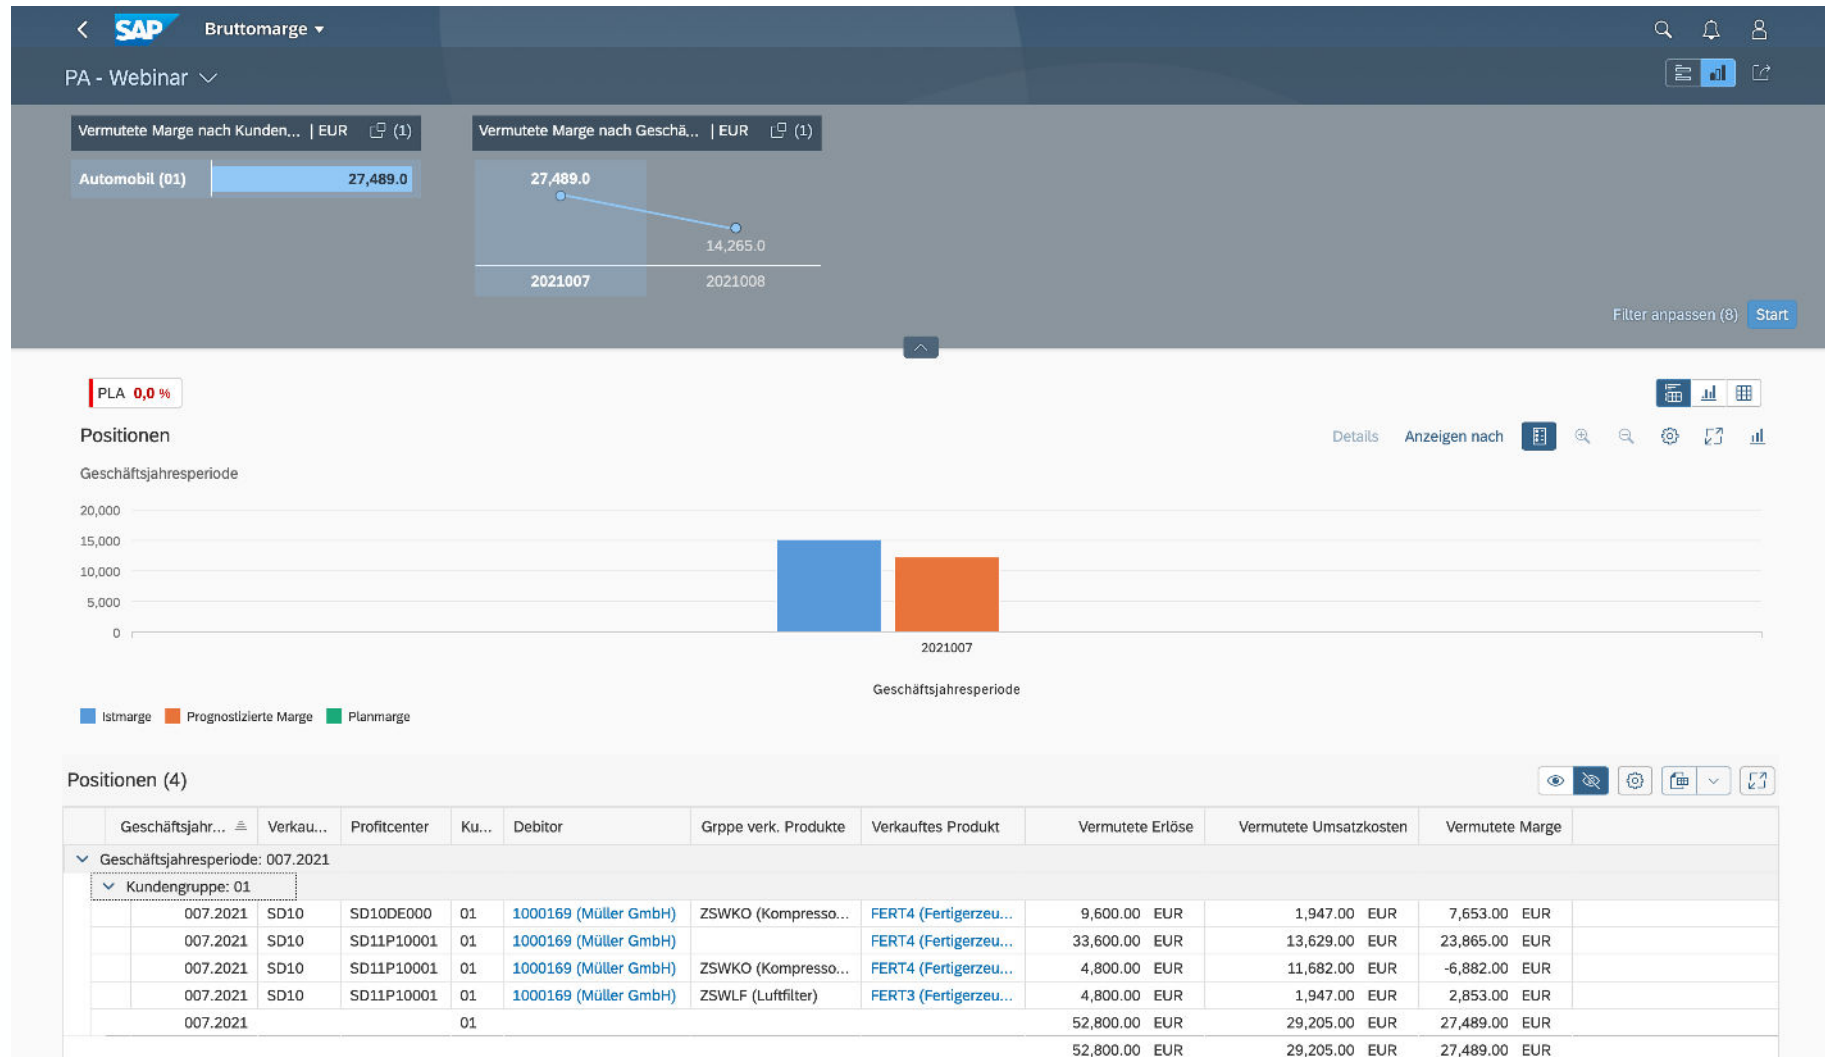 SAP Bruttomarge
PA - Webinar
Vermutete Marge nach Kunden... | EUR (1)
Vermutete Marge nach Geschä... | EUR (1)
Automobil (01) 27,489.0
27,489.0
14,265.0
2021007 2021008
Filter anpassen (8) Start
PLA 0,0 %
Positionen
Details Anzeigen nach
Geschäftsjahresperiode
20,000
15,000
10,000
5,000
0
2021007
Geschäftsjahresperiode
Istmarge Prognostizierte Marge Planmarge
Positionen (4)
Geschäftsjahr... Verkau... Profitcenter Ku... Debitor Grppe verk. Produkte Verkauftes Produkt Vermutete Erlöse Vermutete Umsatzkosten Vermutete Marge
Geschäftsjahresperiode: 007.2021
Kundengruppe: 01
007.2021 SD10 SD10DE000 01 1000169 (Müller GmbH) ZSWKO (Kompresso... FERT4 (Fertigerzeu... 9,600.00 EUR 1,947.00 EUR 7,653.00 EUR
007.2021 SD10 SD11P10001 01 1000169 (Müller GmbH) FERT4 (Fertigerzeu... 33,600.00 EUR 13,629.00 EUR 23,865.00 EUR
007.2021 SD10 SD11P10001 01 1000169 (Müller GmbH) ZSWKO (Kompresso... FERT4 (Fertigerzeu... 4,800.00 EUR 11,682.00 EUR -6,882.00 EUR
007.2021 SD10 SD11P10001 01 1000169 (Müller GmbH) ZSWLF (Luftfilter) FERT3 (Fertigerzeu... 4,800.00 EUR 1,947.00 EUR 2,853.00 EUR
007.2021 01 52,800.00 EUR 29,205.00 EUR 27,489.00 EUR
52,800.00 EUR 29,205.00 EUR 27,489.00 EUR